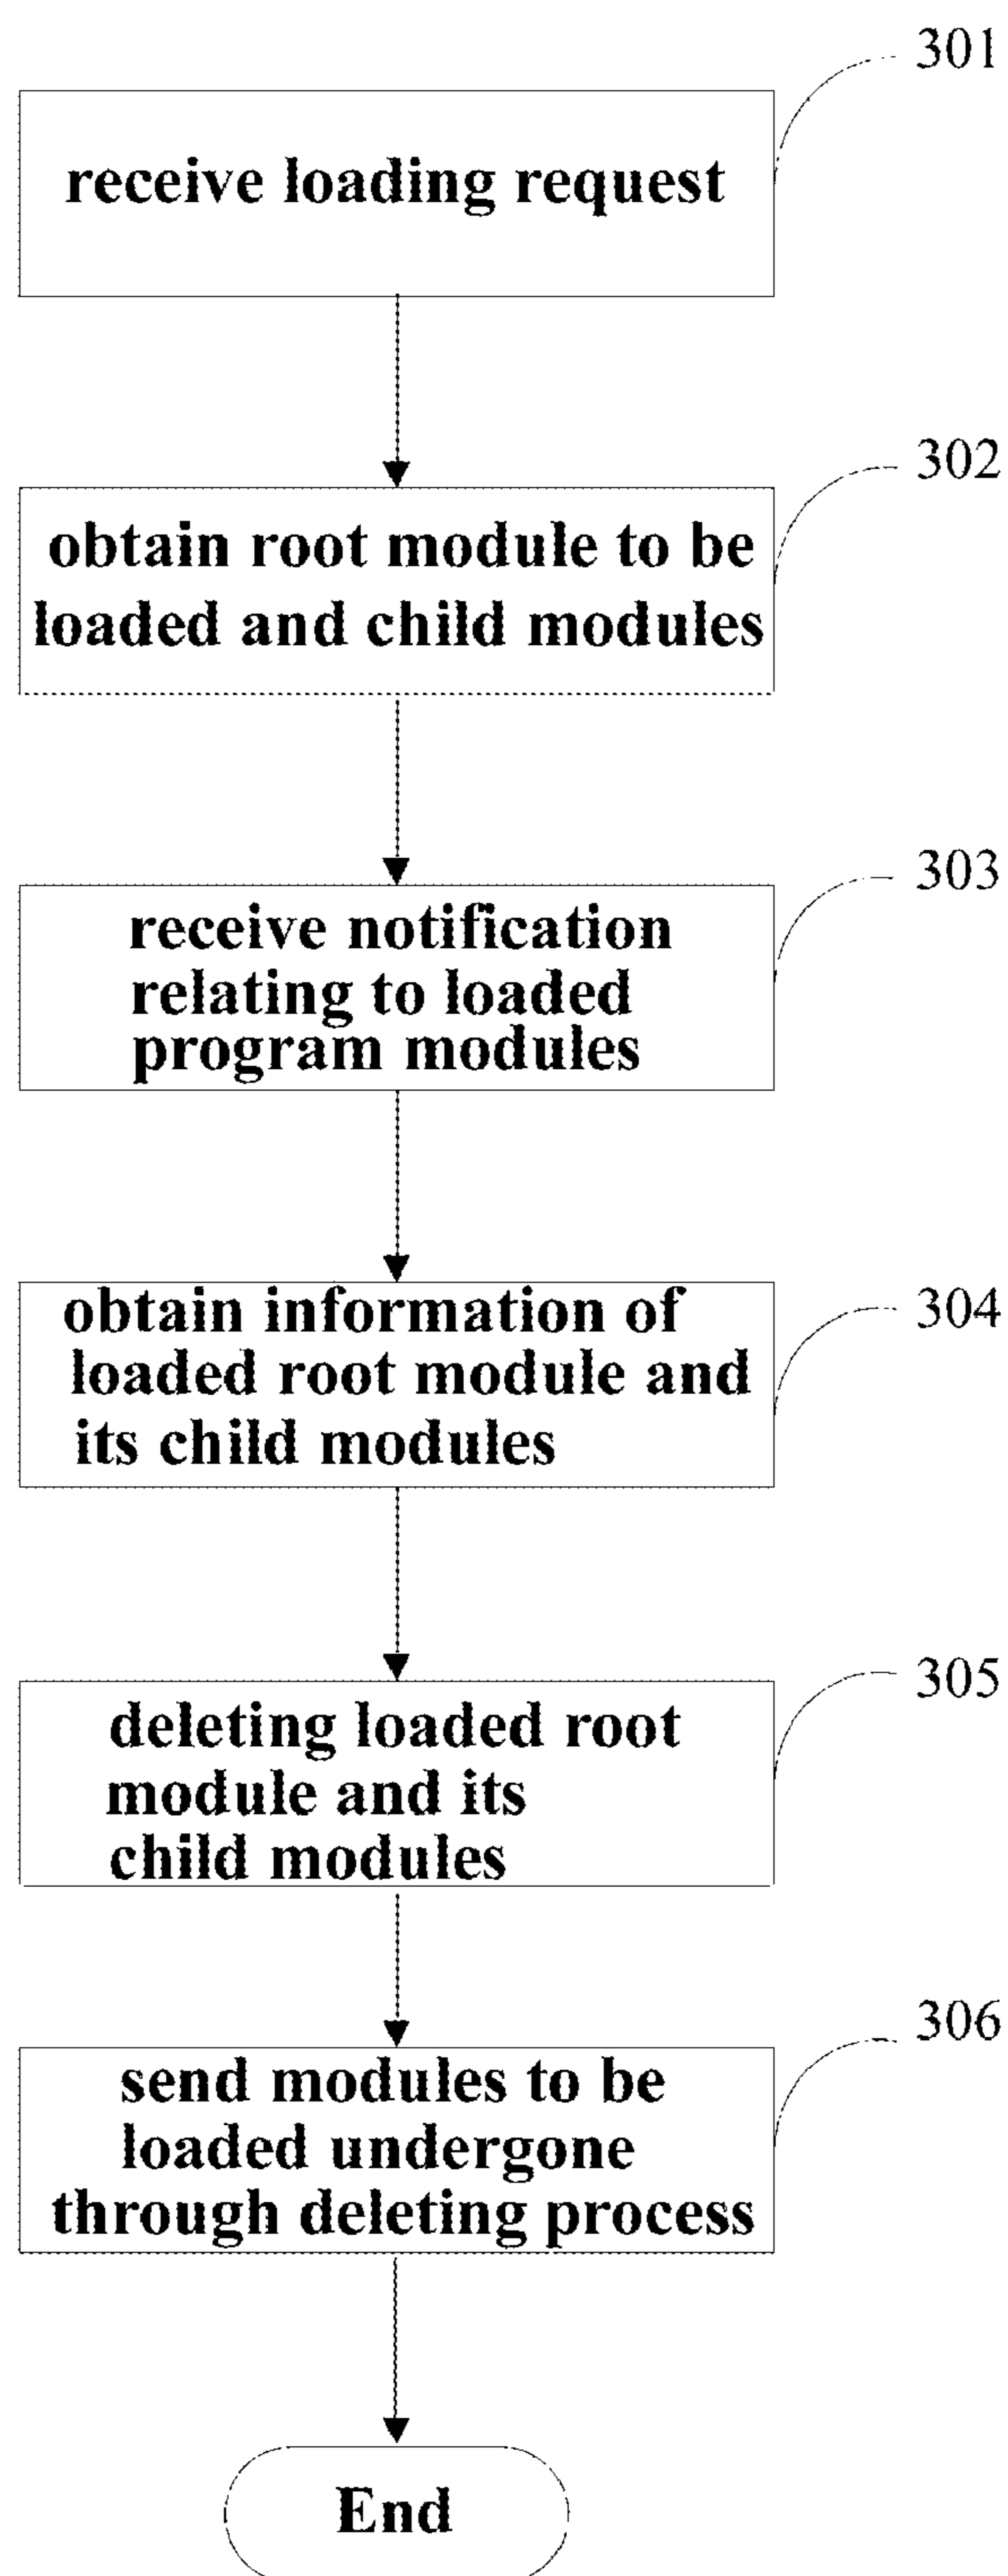 301
receive loading request
302
obtain root module to be
loaded and child modules
303
receive notification
relating to loaded
program modules
304
obtain information of
loaded root module and
its child modules
305
deleting loaded root
module and its
child modules
306
send modules to be
loaded undergone
through deleting process
End